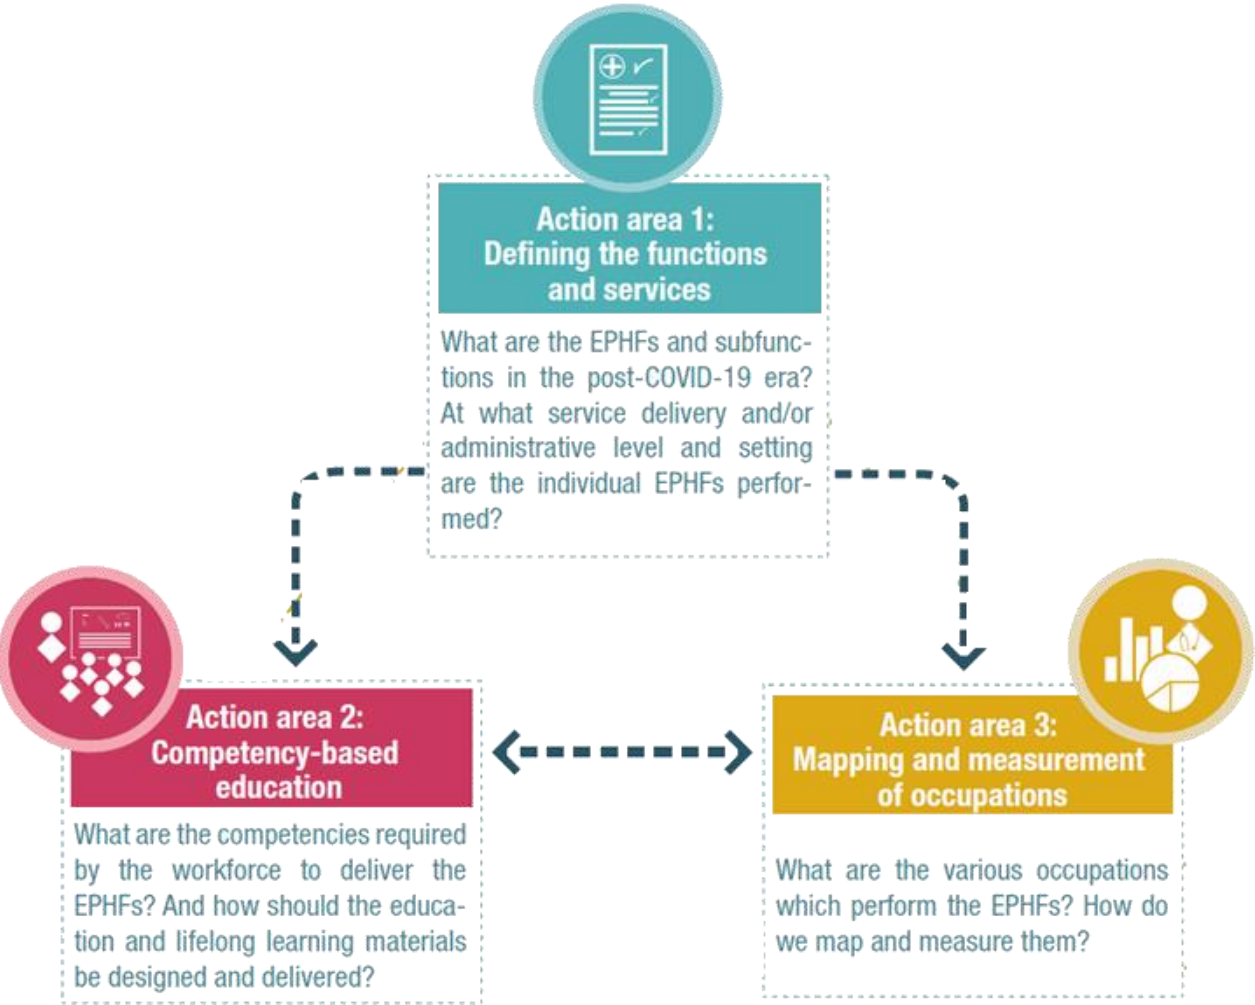 Action area 1:
Defining the functions
and services
What are the EPHFs and subfunc-
tions in the post-COVID-19 era?
At what service delivery and/or
administrative level and setting
are the individual EPHFs perfor-
med?
Action area 2:
Competency-based
education
What are the competencies required
by the workforce to deliver the
EPHFs? And how should the educa-
tion and lifelong learning materials
be designed and delivered?
Action area 3:
Mapping and measurement
of occupations
What are the various occupations
which perform the EPHFs? How do
we map and measure them?